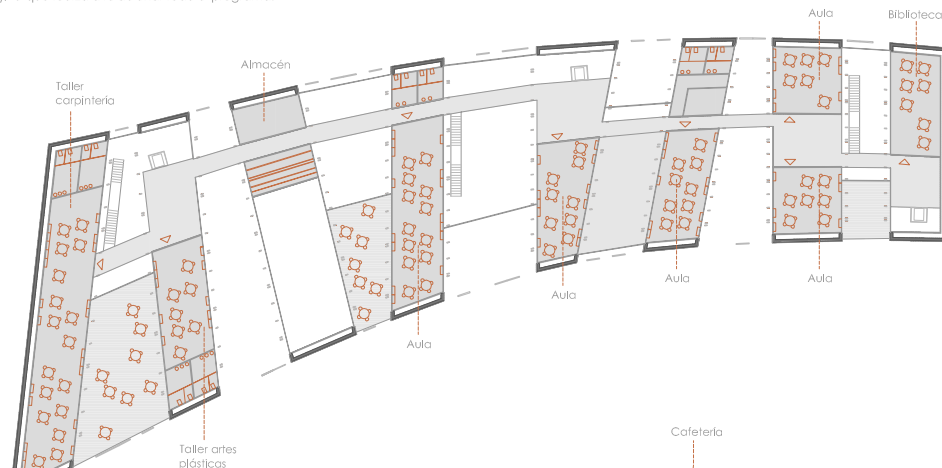 Aula
Biblioteca
Almacén
Taller
carpintería
Aula
Aula
Aula
Aula
Taller artes
plásticas
Cafetería